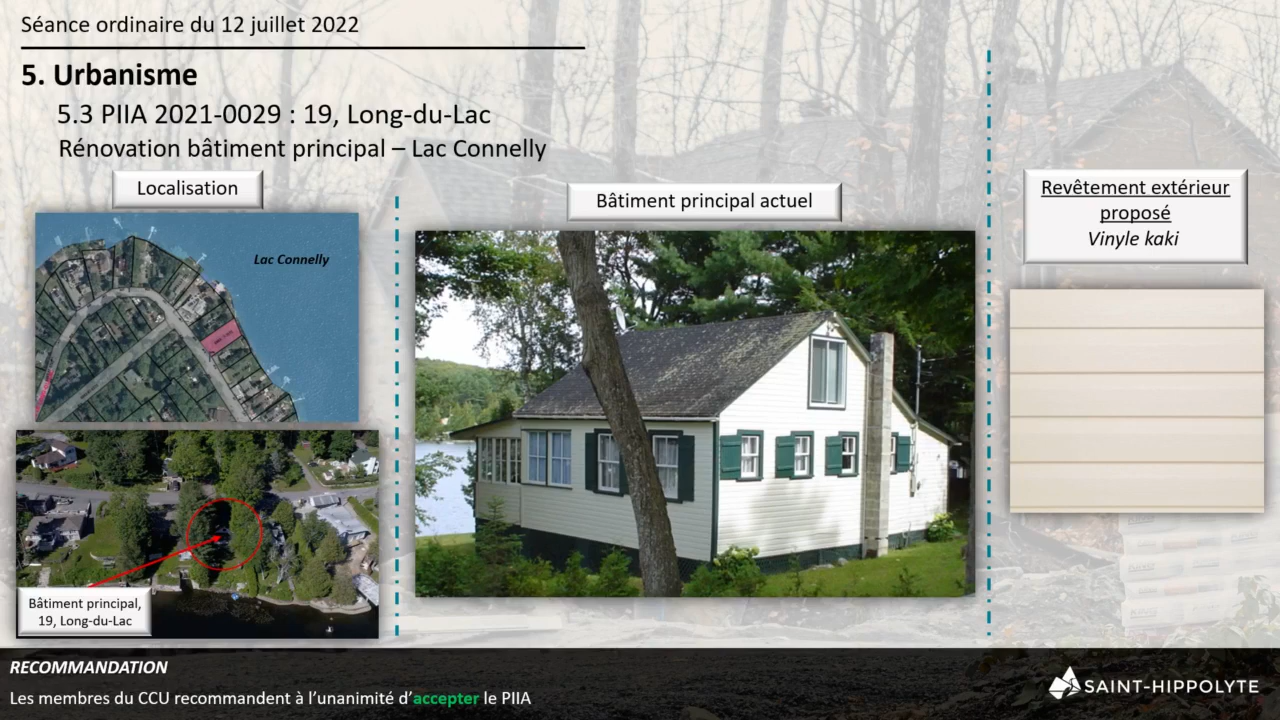 Séance ordinaire du 12 juillet 2022
5. Urbanisme
5.3 PIIA 2021-0029 : 19, Long-du-Lac
Rénovation bâtiment principal – Lac Connelly
Localisation
Lac Connelly
Bâtiment principal,
19, Long-du-Lac
Bâtiment principal actuel
Revêtement extérieur
proposé
Vinyle kaki
RECOMMANDATION
Les membres du CCU recommandent à l'unanimité d'accepter le PIIA
SAINT-HIPPOLYTE